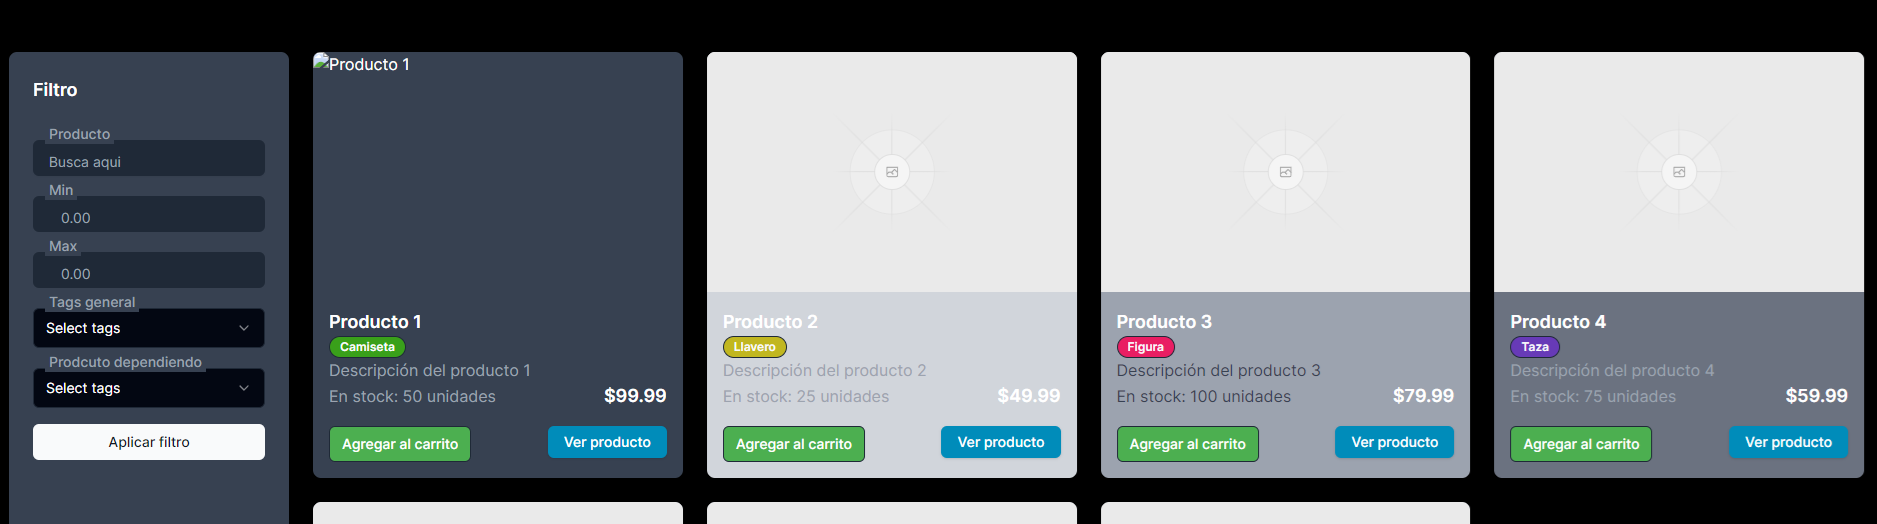 Filtro
Producto
Busca aqui
Min
0.00
Max
0.00
Tags general
Select tags
Prodcuto dependiendo
Select tags
Aplicar filtro
Producto 1
Producto 1
Camiseta
Descripción del producto 1
En stock: 50 unidades
$99.99
Agregar al carrito
Ver producto
Producto 2
Llavero
Descripción del producto 2
En stock: 25 unidades
$49.99
Agregar al carrito
Ver producto
Producto 3
Figura
Descripción del producto 3
En stock: 100 unidades
$79.99
Agregar al carrito
Ver producto
Producto 4
Taza
Descripción del producto 4
En stock: 75 unidades
$59.99
Agregar al carrito
Ver producto